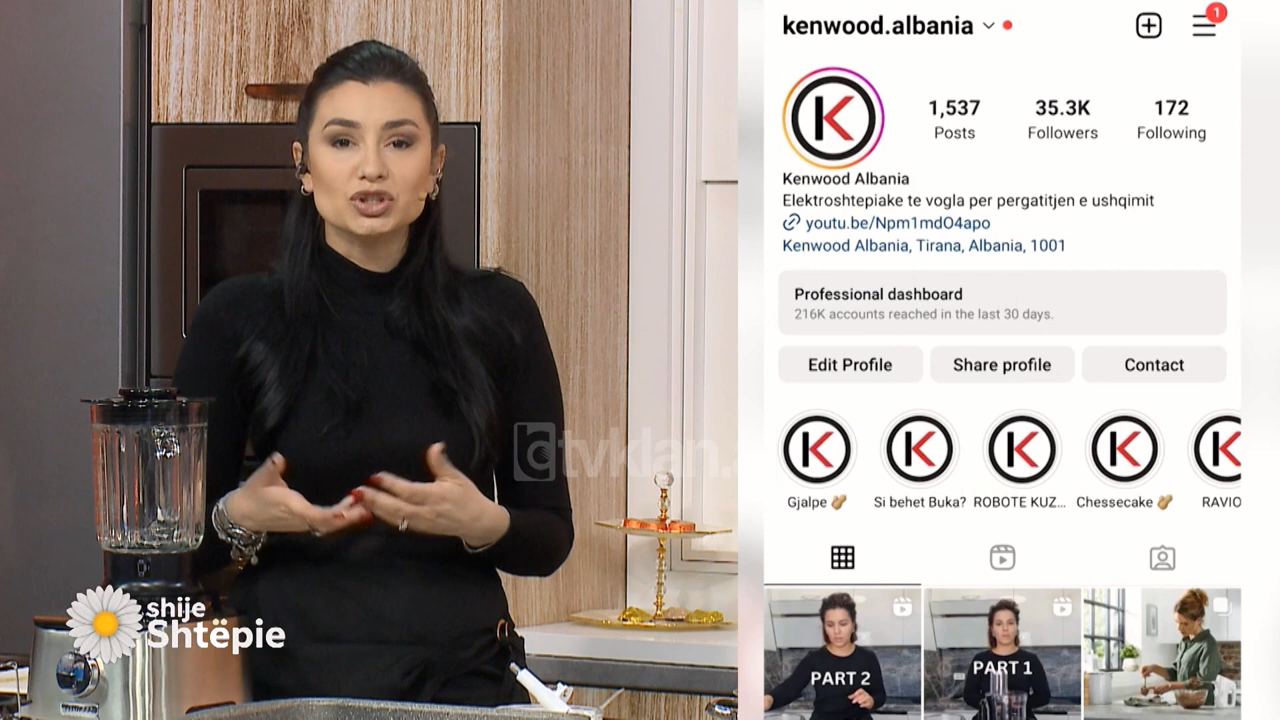 kenwood.albania
1
1,537
Posts
35.3K
Followers
172
Following
Kenwood Albania
Elektroshtepiake te vogla per pergatitjen e ushqimit
youtu.be/Npm1mdO4apo
Kenwood Albania, Tirana, Albania, 1001
Professional dashboard
216K accounts reached in the last 30 days.
Edit Profile
Share profile
Contact
Gjalpe
Si behet Buka?
ROBOTE KUZ...
Chessecake
RAVIO
PART 2
PART 1
tvklan.
shije
Shtëpie